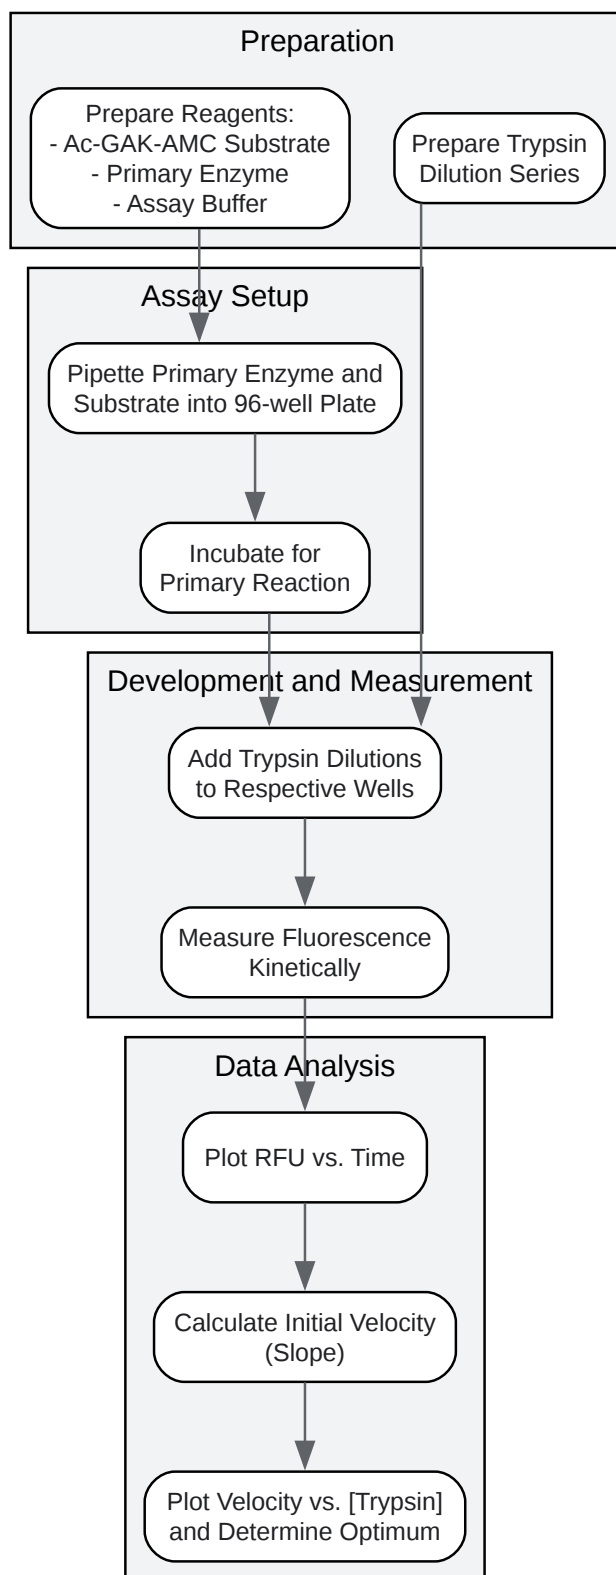 Preparation
Prepare Reagents:
- Ac-GAK-AMC Substrate
- Primary Enzyme
- Assay Buffer
Prepare Trypsin
Dilution Series
Assay Setup
Pipette Primary Enzyme and
Substrate into 96-well Plate
Incubate for
Primary Reaction
Development and Measurement
Add Trypsin Dilutions
to Respective Wells
Measure Fluorescence
Kinetically
Data Analysis
Plot RFU vs. Time
Calculate Initial Velocity
(Slope)
Plot Velocity vs. [Trypsin]
and Determine Optimum